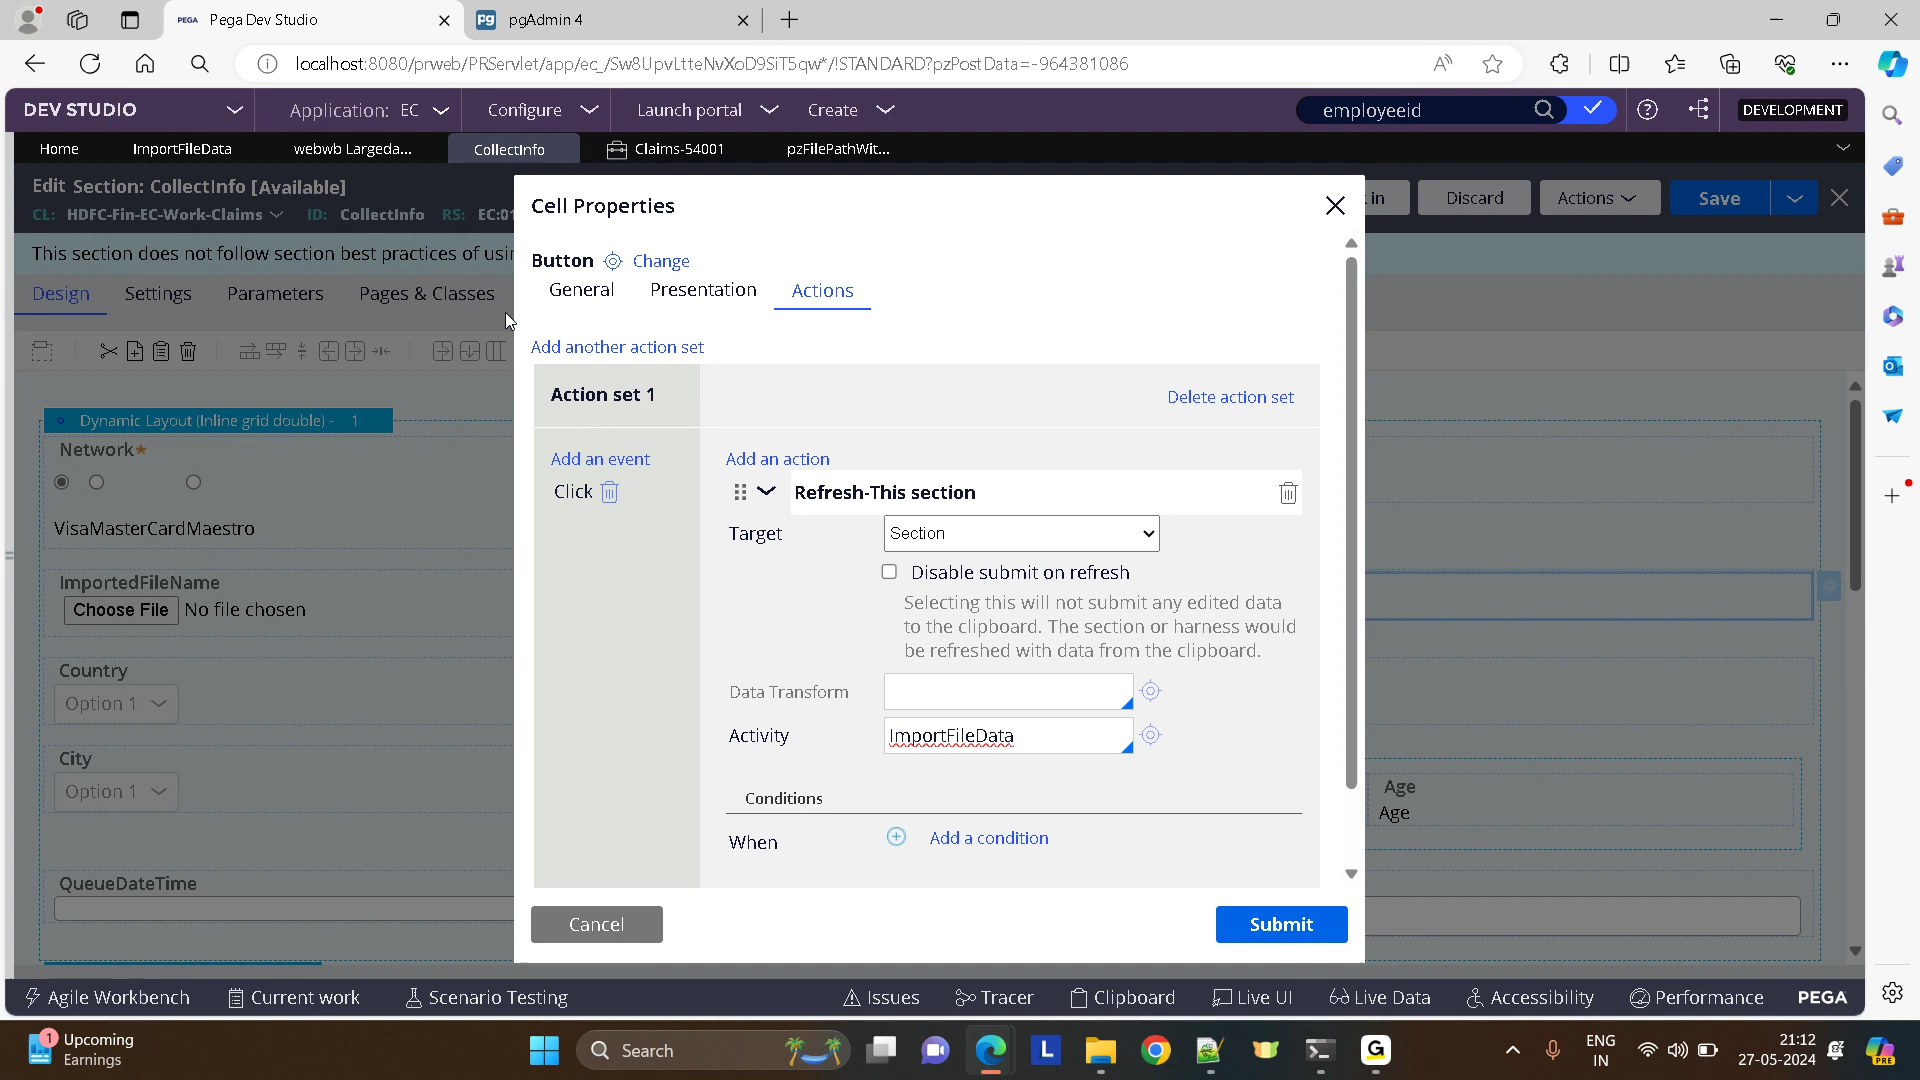 Pega Dev Studio
pgAdmin 4
localhost:8080/prweb/PRServlet/app/ec_/Sw8UpvLtteNvXoD9SiT5qw*/!STANDARD?pzPostData=-964381086
DEV STUDIO
Application: EC
Configure
Launch portal
Create
employeeid
DEVELOPMENT
Home
ImportFileData
webwb Largeda...
CollectInfo
Claims-54001
pzFilePathWit...
Edit Section: CollectInfo [Available]
CL: HDFC-Fin-EC-Work-Claims ID: CollectInfo RS: EC:01
in
Discard
Actions
Save
This section does not follow section best practices of usin
Design
Settings
Parameters
Pages & Classes
Cell Properties
Button
Change
General
Presentation
Actions
Add another action set
Action set 1
Delete action set
Add an event
Add an action
Click
Refresh-This section
Target
Section
Disable submit on refresh
Selecting this will not submit any edited data
to the clipboard. The section or harness would
be refreshed with data from the clipboard.
Data Transform
Activity
ImportFileData
Conditions
When
Add a condition
Cancel
Submit
Dynamic Layout (Inline grid double) - 1
Network*
VisaMasterCardMaestro
ImportedFileName
Choose File No file chosen
Country
Option 1
City
Option 1
Age
Age
QueueDateTime
Agile Workbench
Current work
Scenario Testing
Issues
Tracer
Clipboard
Live UI
Live Data
Accessibility
Performance
PEGA
1
Upcoming
Earnings
Search
ENG
IN
21:12
27-05-2024